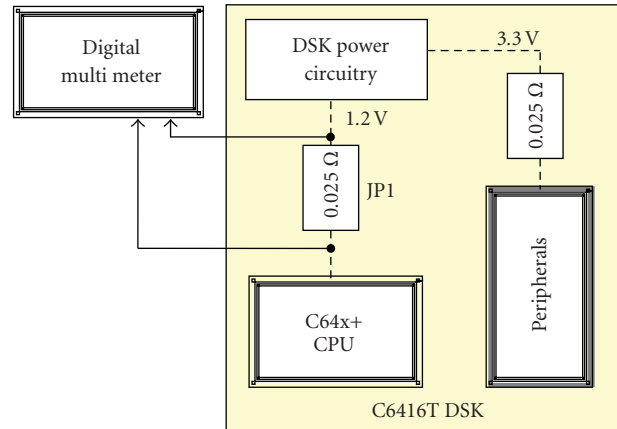 Digital
multi meter
DSK power
circuitry
3.3 V
1.2 V
0.025 Ω
JP1
0.025 Ω
C64x+
CPU
Peripherals
C6416T DSK